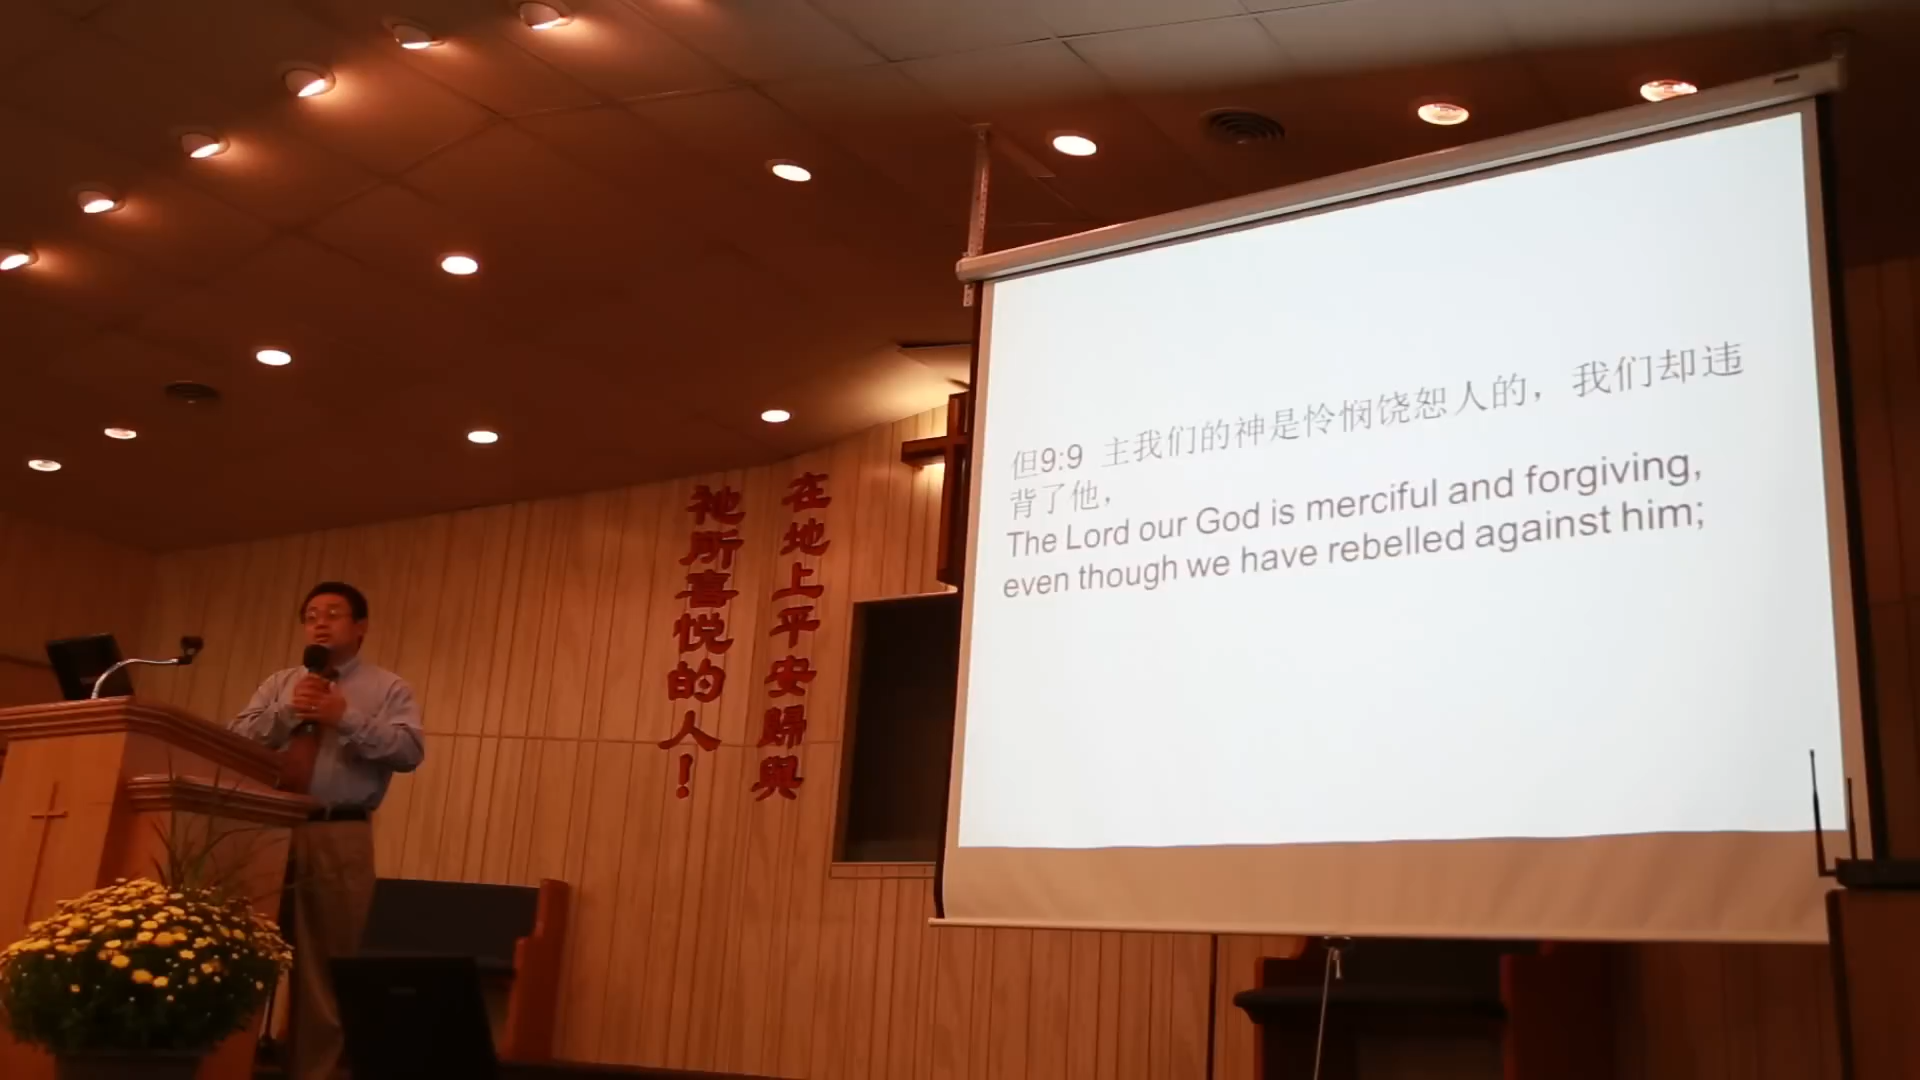 在地上平安歸與
祂所喜悅的人！
但9:9 主我们的神是怜悯饶恕人的，我们却违
背了他，
The Lord our God is merciful and forgiving,
even though we have rebelled against him;